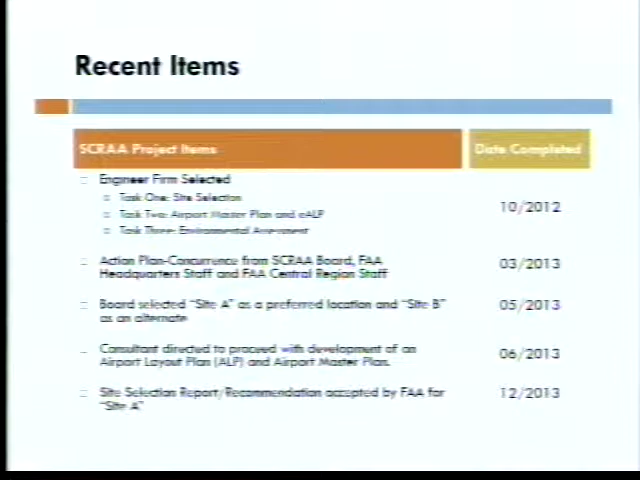 Recent Items
SCRAA Project Items
Date Completed
Engineer Firm Selected
Task One: Site Selection
Task Two: Airport Master Plan and eALP
Task Three: Environmental Assessment
10/2012
Action Plan-Concurrence from SCRAA Board, FAA
Headquarters Staff and FAA Central Region Staff
03/2013
Board selected "Site A" as a preferred location and "Site B"
as an alternate
05/2013
Consultant directed to proceed with development of an
Airport Layout Plan (ALP) and Airport Master Plan.
06/2013
Site Selection Report/Recommendation accepted by FAA for
"Site A"
12/2013